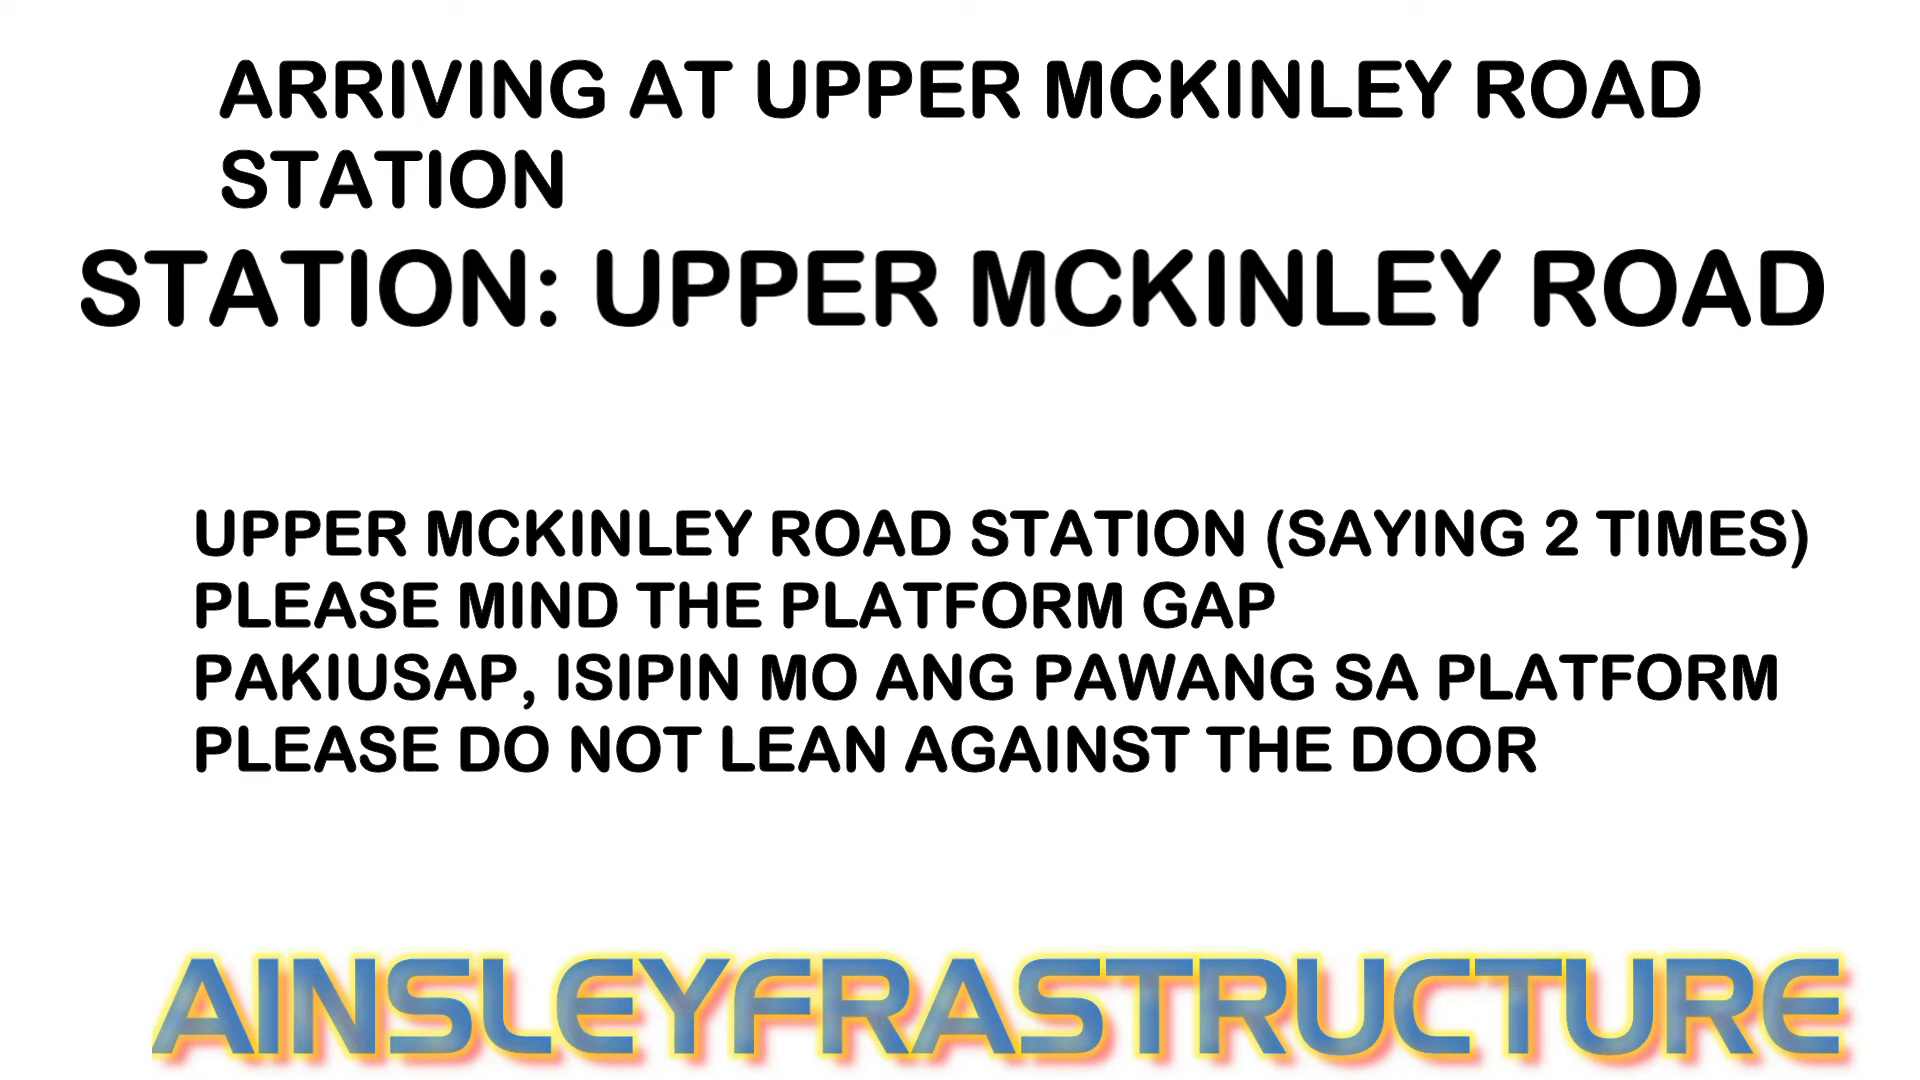 ARRIVING AT UPPER MCKINLEY ROAD
STATION
STATION: UPPER MCKINLEY ROAD
UPPER MCKINLEY ROAD STATION (SAYING 2 TIMES)
PLEASE MIND THE PLATFORM GAP
PAKIUSAP, ISIPIN MO ANG PAWANG SA PLATFORM
PLEASE DO NOT LEAN AGAINST THE DOOR
AINSLEYFRASTRUCTURE